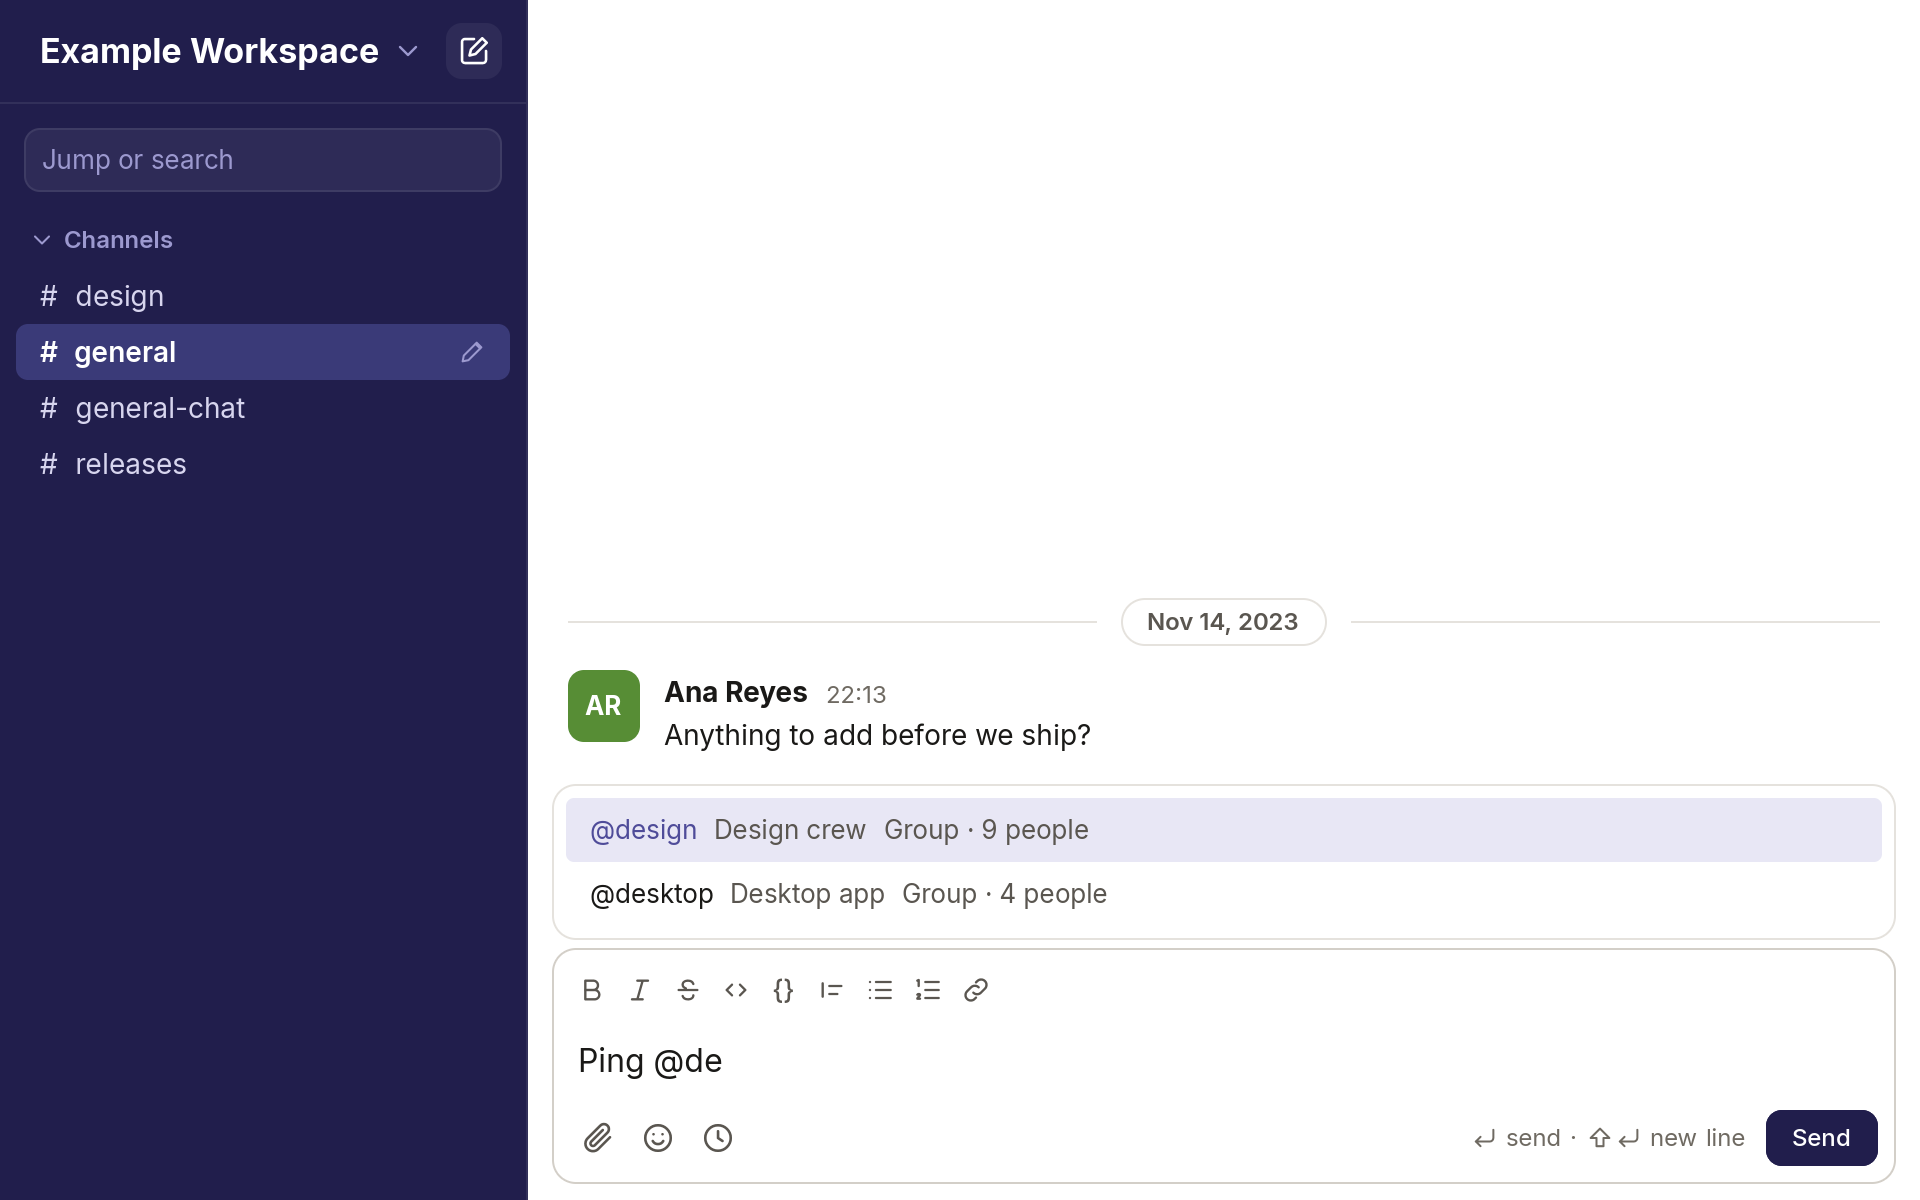 Example Workspace
Jump or search
Channels
# design
# general
# general-chat
# releases
Nov 14, 2023
AR
Ana Reyes 22:13
Anything to add before we ship?
@design Design crew Group · 9 people
@desktop Desktop app Group · 4 people
Ping @de
send · new line
Send